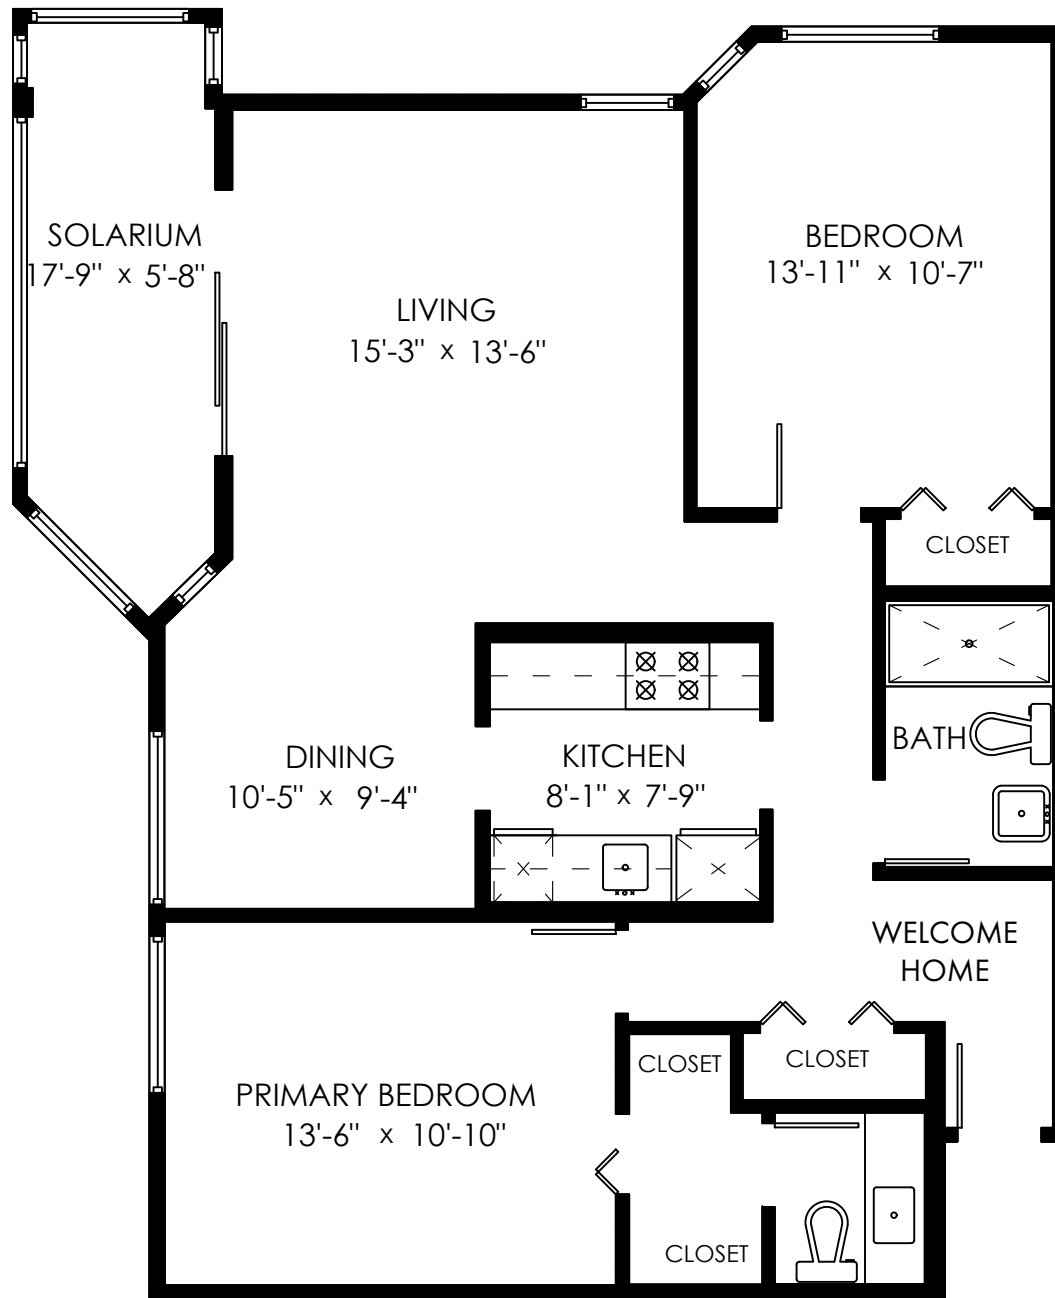 SOLARIUM
17'-9" x 5'-8"
BEDROOM
13'-11" x 10'-7"
LIVING
15'-3" x 13'-6"
CLOSET
BATH
DINING
10'-5" x 9'-4"
KITCHEN
8'-1" x 7'-9"
WELCOME
HOME
CLOSET
CLOSET
PRIMARY BEDROOM
13'-6" x 10'-10"
CLOSET